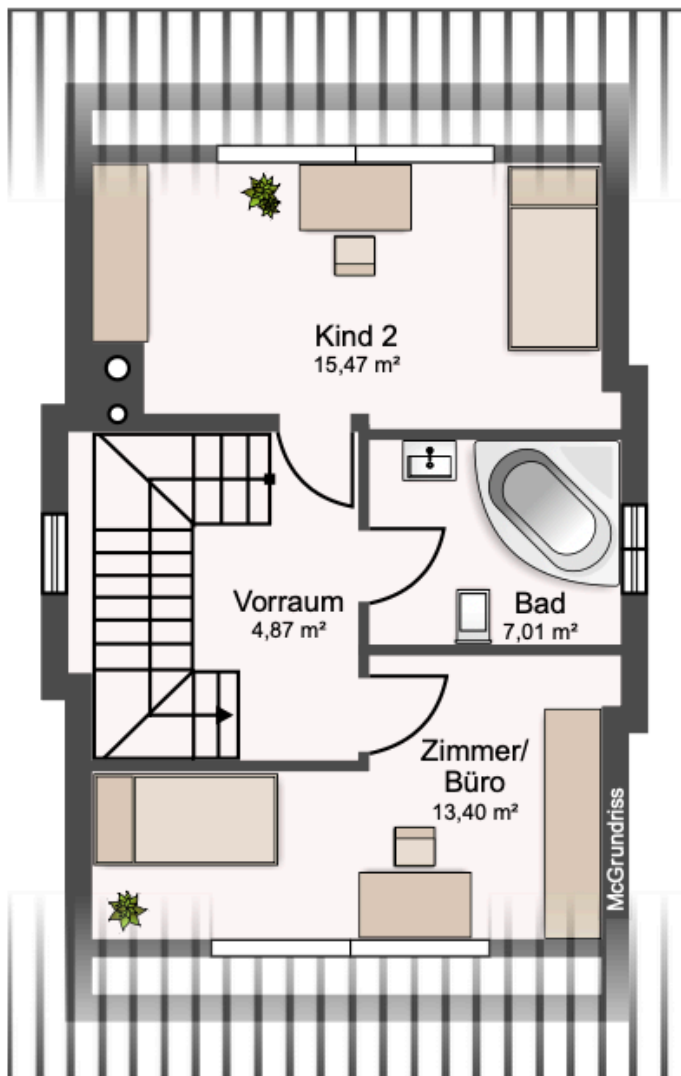 Kind 2
15,47 m²
Vorraum
4,87 m²
Bad
7,01 m²
Zimmer/
Büro
13,40 m²
McGrundriss